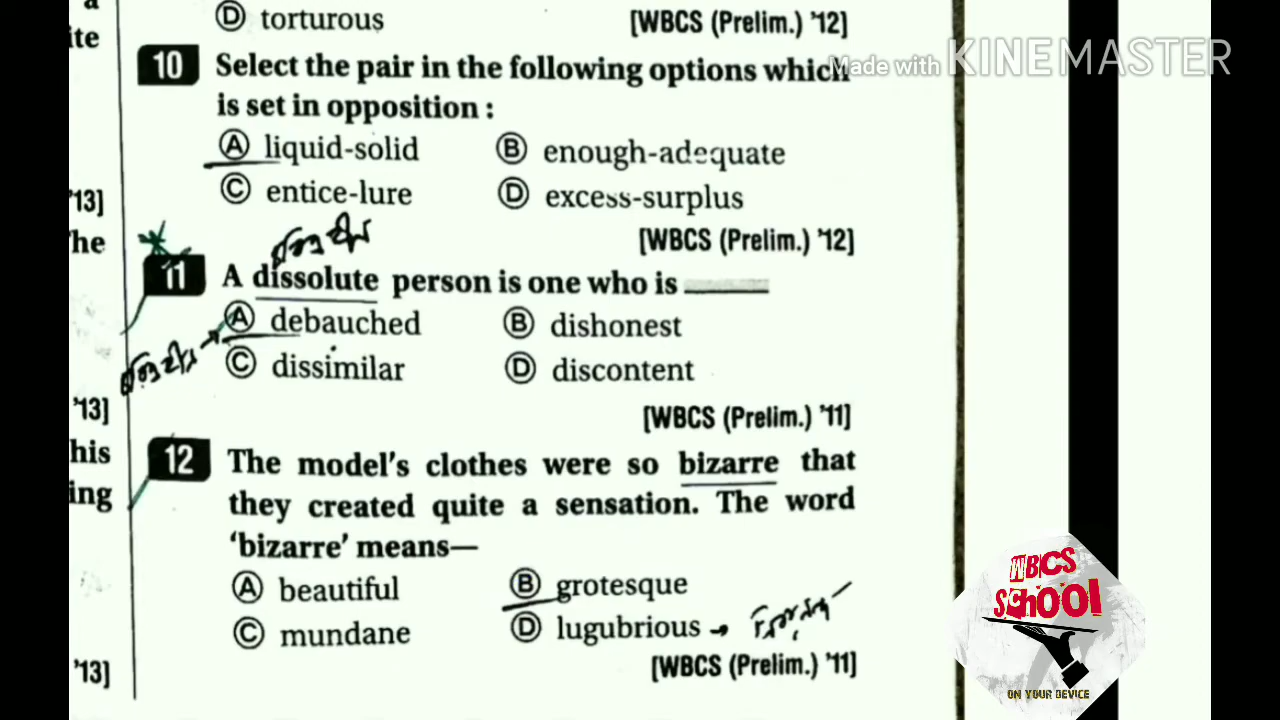 a
ite
Ⓓ torturous
[WBCS (Prelim.) '12]
Made with KINEMASTER
10 Select the pair in the following options which
is set in opposition :
Ⓐ liquid-solid Ⓑ enough-adequate
Ⓒ entice-lure Ⓓ excess-surplus
'13]
[WBCS (Prelim.) '12]
he
11 A dissolute person is one who is
Ⓐ debauched Ⓑ dishonest
Ⓒ dissimilar Ⓓ discontent
'13]
[WBCS (Prelim.) '11]
his
ing
12 The model's clothes were so bizarre that
they created quite a sensation. The word
'bizarre' means—
Ⓐ beautiful Ⓑ grotesque
Ⓒ mundane Ⓓ lugubrious →
'13]
[WBCS (Prelim.) '11]
WBCS
SCHOOL
ON YOUR DEVICE